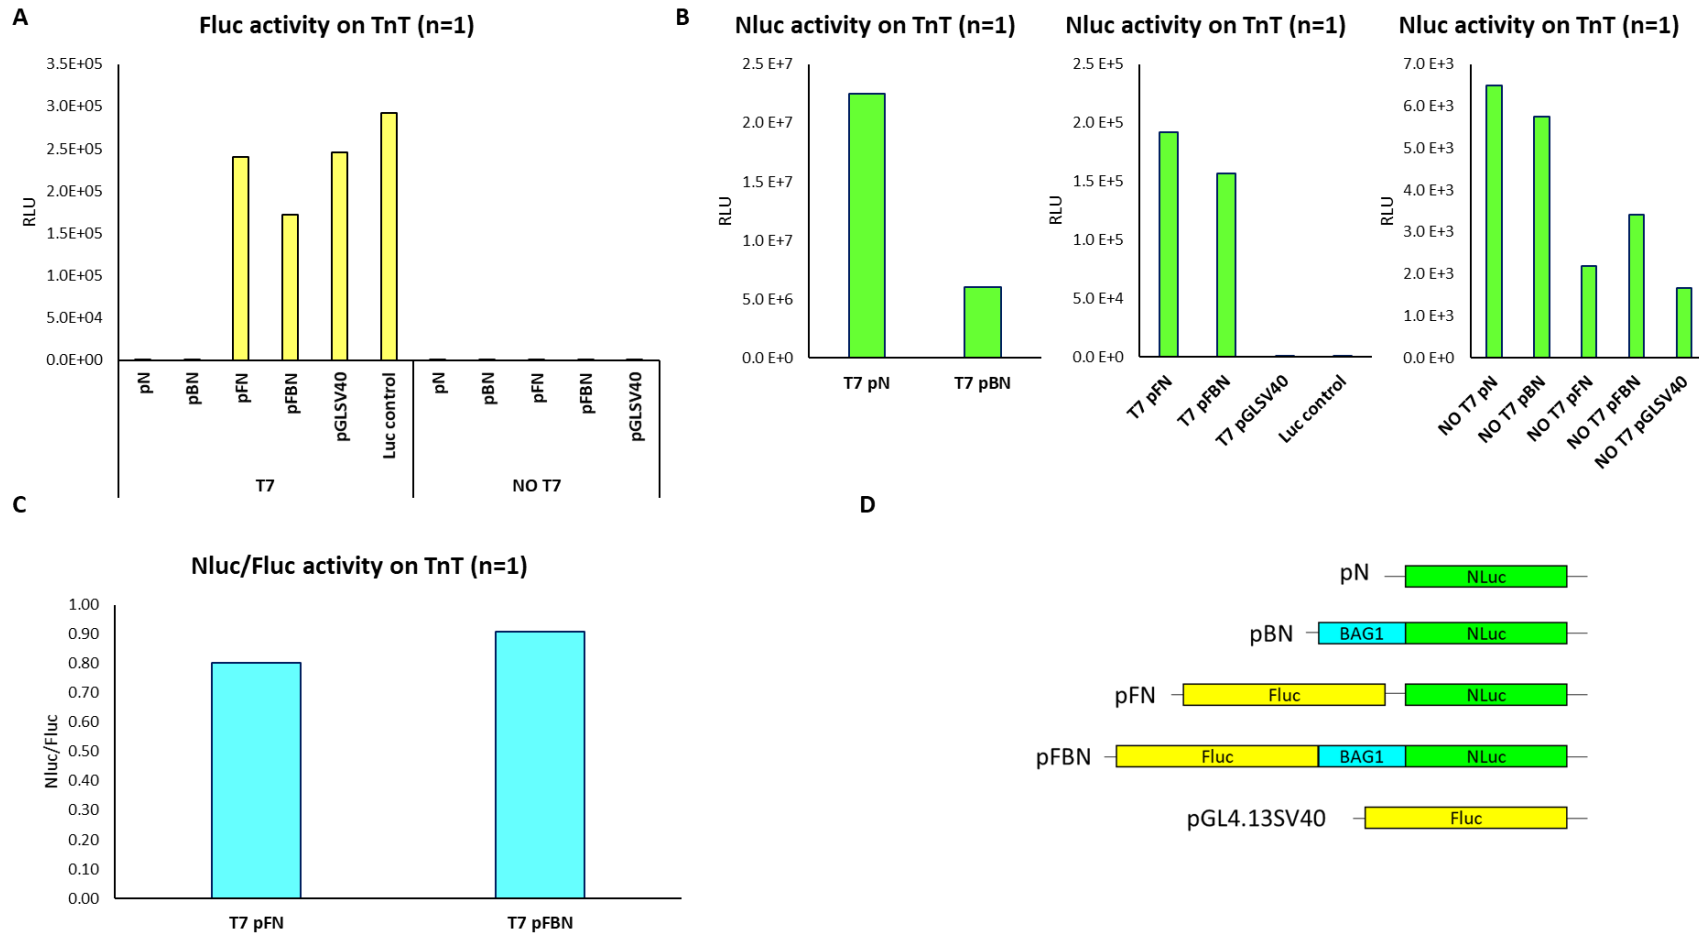 A
Fluc activity on TnT (n=1)
3.5E+05
3.0E+05
2.5E+05
2.0E+05
1.5E+05
1.0E+05
5.0E+04
0.0E+00
RLU
pN
pBN
pFN
pFBN
pGLSV40
Luc control
pN
pBN
pFN
pFBN
pGLSV40
T7
NO T7
B
Nluc activity on TnT (n=1)
2.5 E+7
2.0 E+7
1.5 E+7
1.0 E+7
5.0 E+6
0.0 E+0
RLU
T7 pN
T7 pBN
Nluc activity on TnT (n=1)
2.5 E+5
2.0 E+5
1.5 E+5
1.0 E+5
5.0 E+4
0.0 E+0
RLU
T7 pFN
T7 pFBN
T7 pGLSV40
Luc control
Nluc activity on TnT (n=1)
7.0 E+3
6.0 E+3
5.0 E+3
4.0 E+3
3.0 E+3
2.0 E+3
1.0 E+3
0.0 E+0
RLU
NO T7 pN
NO T7 pBN
NO T7 pFN
NO T7 pFBN
NO T7 pGLSV40
C
Nluc/Fluc activity on TnT (n=1)
1.00
0.90
0.80
0.70
0.60
0.50
0.40
0.30
0.20
0.10
0.00
Nluc/Fluc
T7 pFN
T7 pFBN
D
pN NLuc
pBN BAG1 NLuc
pFN Fluc NLuc
pFBN Fluc BAG1 NLuc
pGL4.13SV40 Fluc